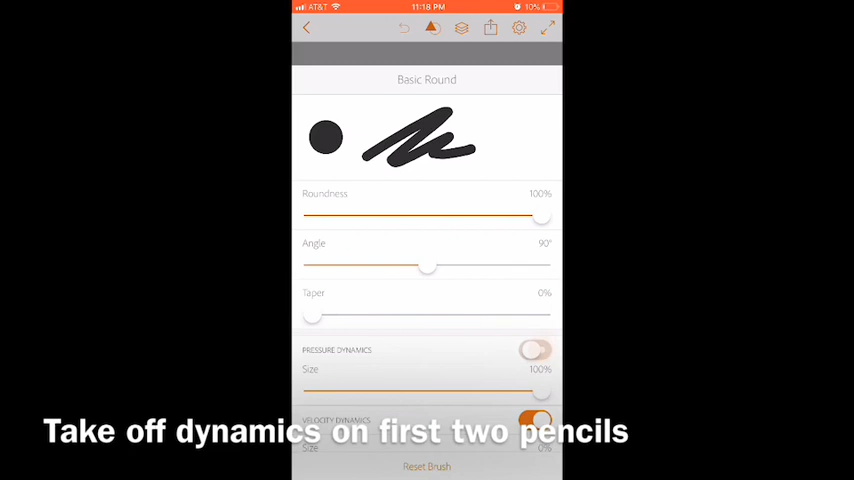 AT&T
11:18 PM
10%
Basic Round
Roundness 100%
Angle 90°
Taper 0%
PRESSURE DYNAMICS
Size 100%
VELOCITY DYNAMICS
Size 0%
Take off dynamics on first two pencils
Reset Brush